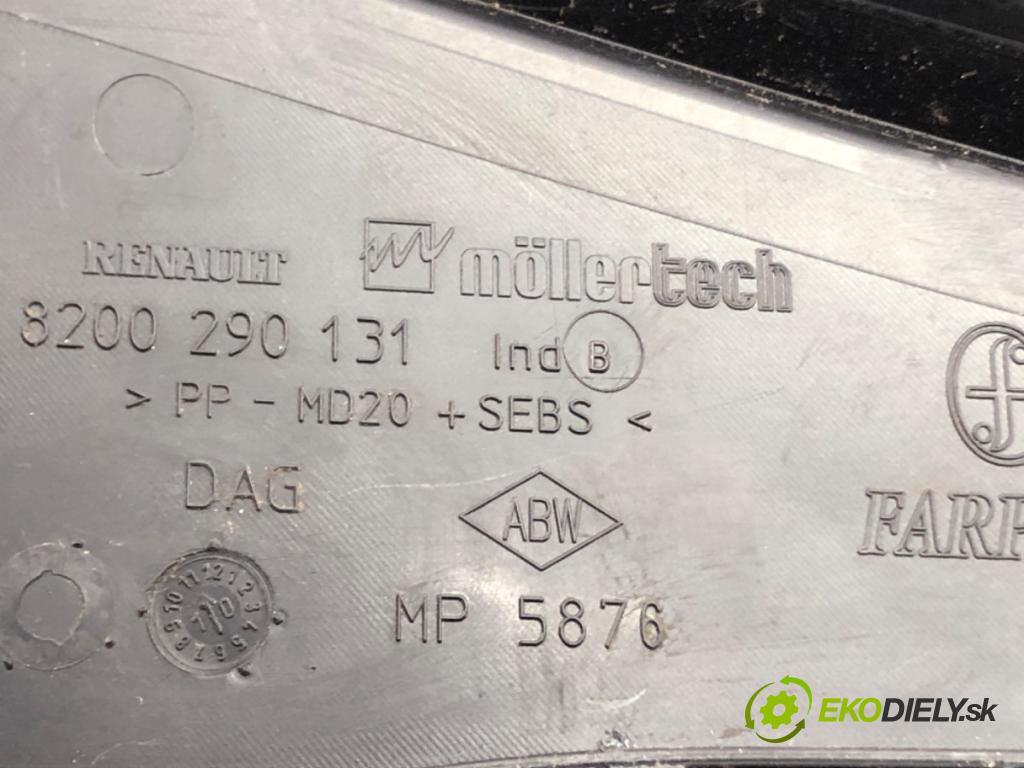 RENAULT möllertech
8200 290 131 Ind B
> PP - MD20 + SEBS <
DAG
ABW
FARP
MP 5876
EKODIELY.sk